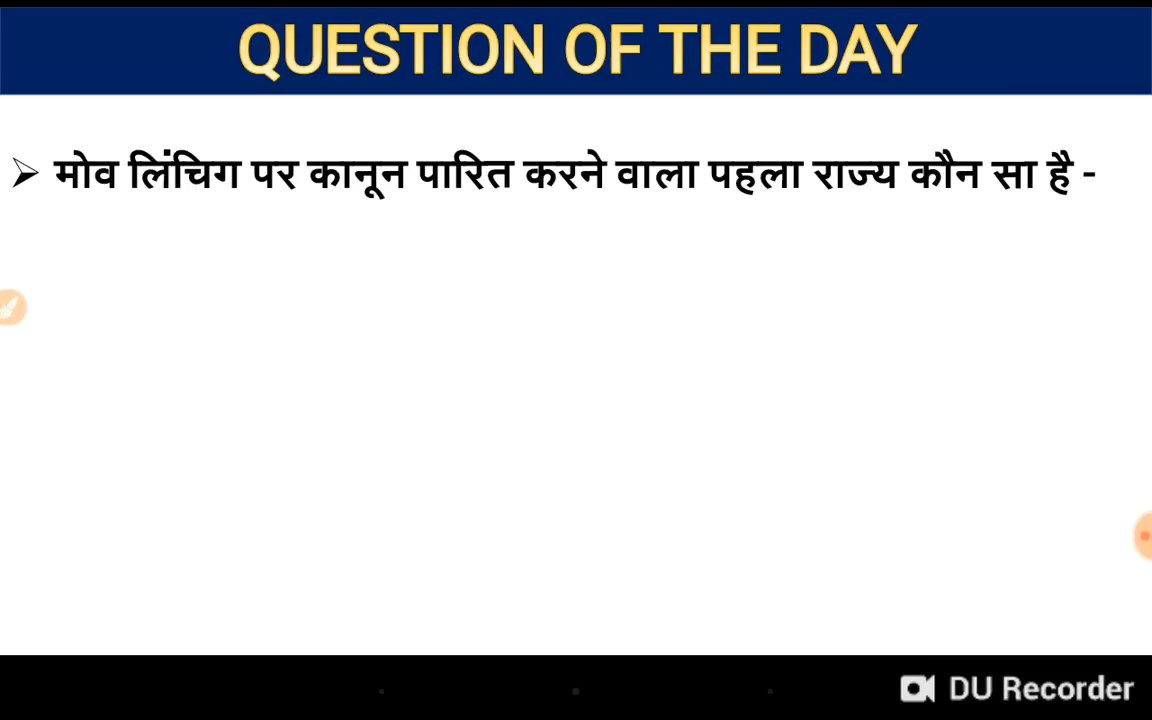 QUESTION OF THE DAY
➢ मोव लिंचिग पर कानून पारित करने वाला पहला राज्य कौन सा है -
DU Recorder